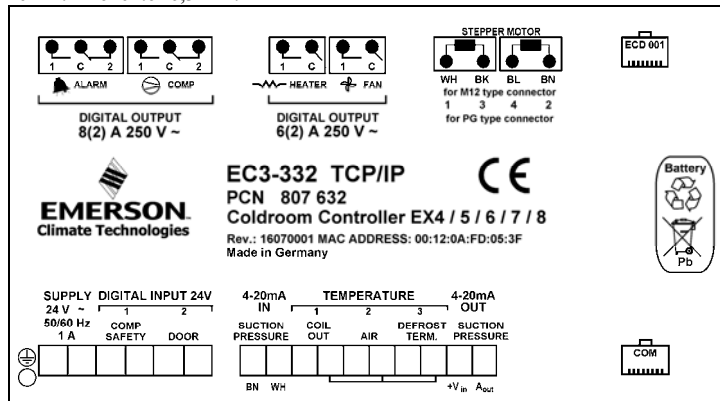 STEPPER MOTOR
ECD 001
1 C 2 1 C 2 1 C 1 C
WH BK BL BN
ALARM COMP HEATER FAN
for M12 type connector
1 3 4 2
for PG type connector
DIGITAL OUTPUT
8(2) A 250 V ~
DIGITAL OUTPUT
6(2) A 250 V ~
EMERSON
Climate Technologies
EC3-332 TCP/IP
CE
PCN 807 632
Coldroom Controller EX4 / 5 / 6 / 7 / 8
Rev.: 16070001 MAC ADDRESS: 00:12:0A:FD:05:3F
Made in Germany
Battery
Pb
SUPPLY
24 V ~
50/60 Hz
1 A
DIGITAL INPUT 24V
1 2
COMP
SAFETY
DOOR
4-20mA
IN
SUCTION
PRESSURE
TEMPERATURE
1 2 3
COIL
OUT
AIR
DEFROST
TERM.
4-20mA
OUT
SUCTION
PRESSURE
BN WH
+Vin Aout
COM